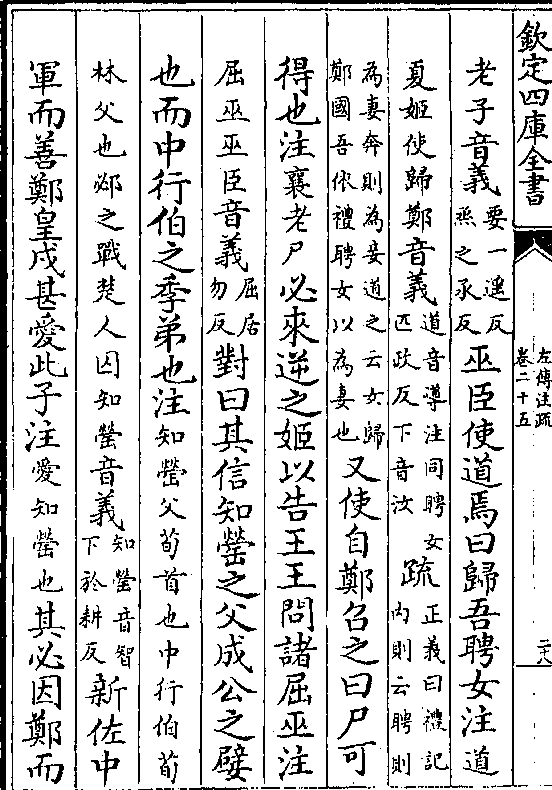 欽定四庫全書
左傳注疏
卷二十五
二十八
老子音義要一遥反烝之承反巫臣使道焉曰歸吾聘女注道
夏姬使歸鄭音義道音導注同聘女匹政反下音汝疏正義曰禮記内則云聘則
為妻奔則為妾道之云女歸鄭國吾依禮聘女以為妻也又使自鄭召之曰尸可
得也注襄老尸必來逆之姬以告王王問諸屈巫注
屈巫巫臣音義屈居勿反對曰其信知罃之父成公之嬖
也而中行伯之季弟也注知罃父荀首也中行伯荀
林父也邲之戰楚人囚知罃音義知罃音智下於耕反新佐中
軍而善鄭皇戌甚愛此子注愛知罃也其必因鄭而